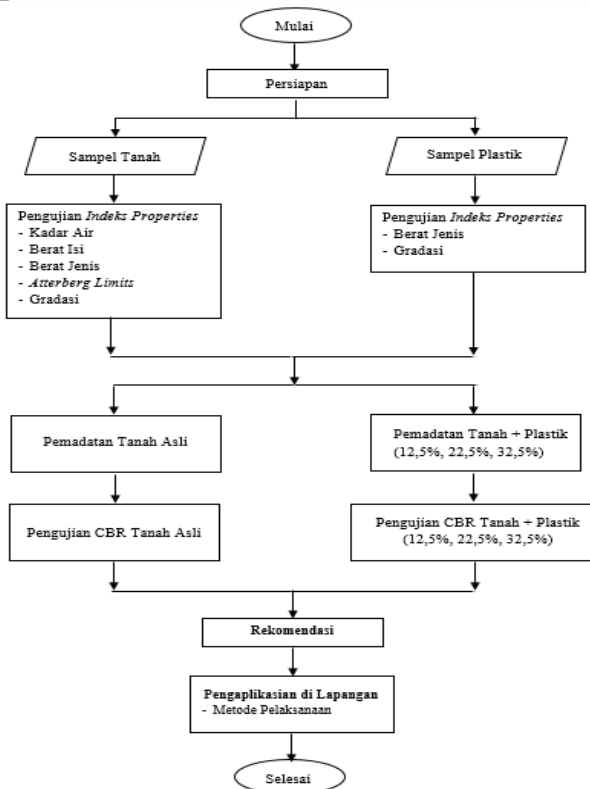 Mulai
Persiapan
Sampel Tanah
Sampel Plastik
Pengujian Indeks Properties
- Kadar Air
- Berat Isi
- Berat Jenis
- Atterberg Limits
- Gradasi
Pengujian Indeks Properties
- Berat Jenis
- Gradasi
Pemadatan Tanah Asli
Pemadatan Tanah + Plastik
(12,5%, 22,5%, 32,5%)
Pengujian CBR Tanah Asli
Pengujian CBR Tanah + Plastik
(12,5%, 22,5%, 32,5%)
Rekomendasi
Pengaplikasian di Lapangan
- Metode Pelaksanaan
Selesai